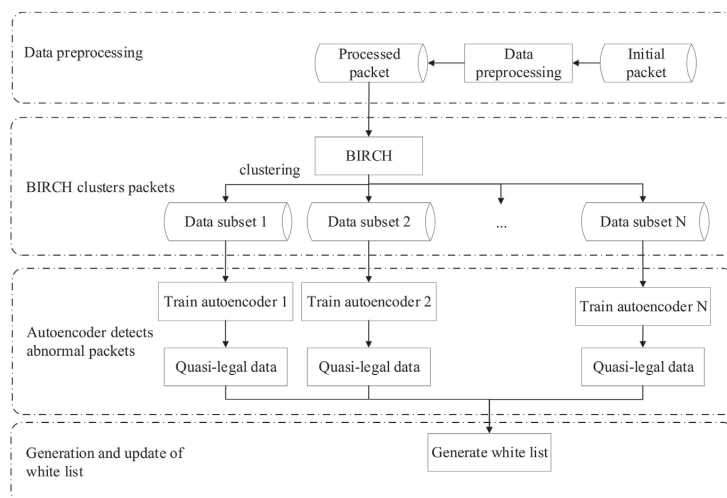 Data preprocessing
Processed
packet
Data
preprocessing
Initial
packet
BIRCH
clustering
BIRCH clusters packets
Data subset 1
Data subset 2
...
Data subset N
Train autoencoder 1
Train autoencoder 2
Train autoencoder N
Autoencoder detects
abnormal packets
Quasi-legal data
Quasi-legal data
Quasi-legal data
Generation and update of
white list
Generate white list